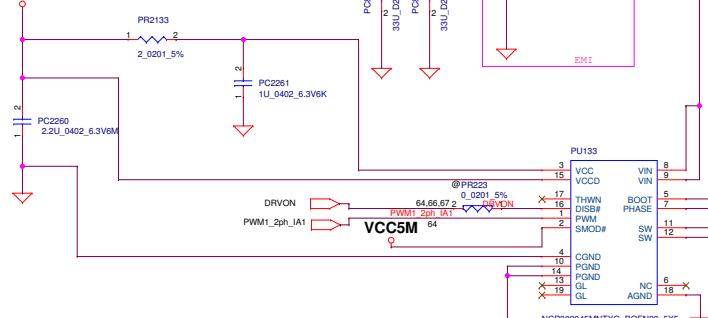 PR2133
1
2
2_0201_5%
2
PC2261
1U_0402_6.3V6K
1
2
PC2260
2.2U_0402_6.3V6M
1
2
33U_D2
2
33U_D2
EMI
PU133
3
VCC
VIN
8
15
VCCD
VIN
9
@PR223
0_0201_5%
17
THWN
BOOT
5
DRVON
64,66,67
2
DRVON
16
DISB#
PHASE
7
PWM1_2ph_IA1
1
PWM
PWM1_2ph_IA1
64
VCC5M
2
SMOD#
SW
11
SW
12
4
CGND
10
PGND
14
PGND
13
GL
NC
6
19
GL
AGND
18